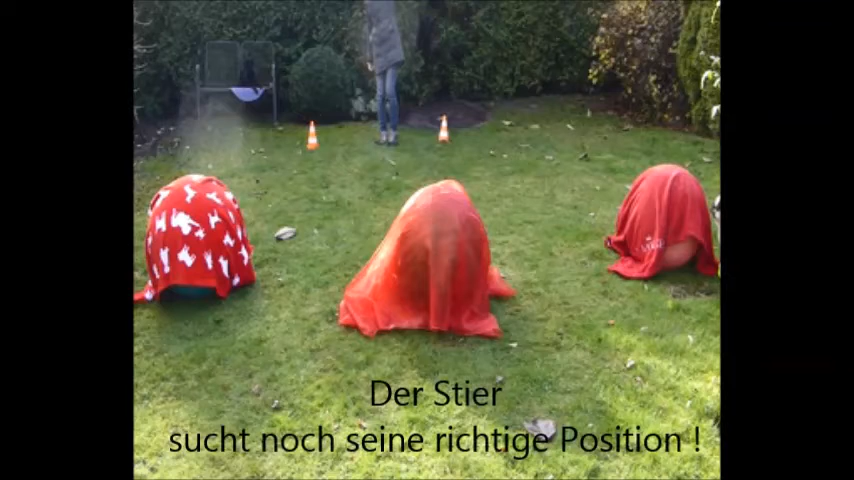 Der Stier
sucht noch seine richtige Position !